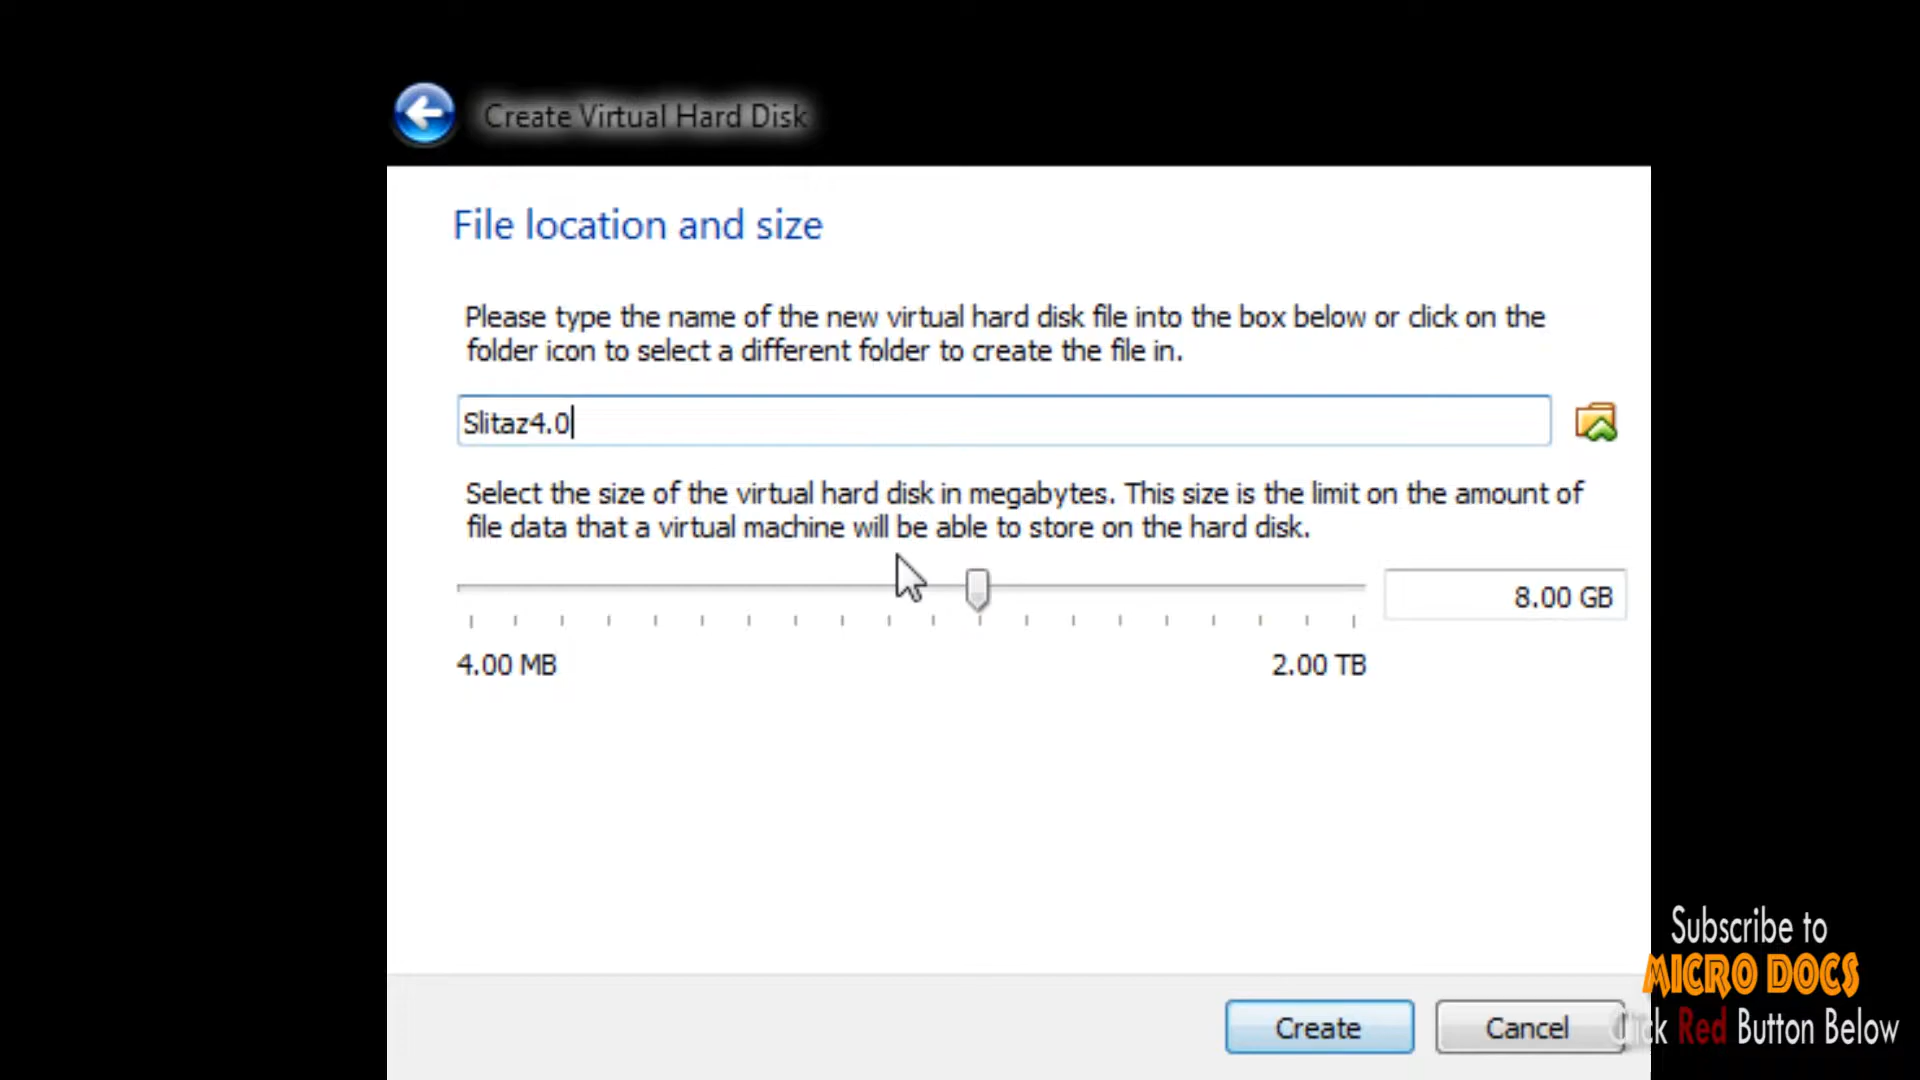 Create Virtual Hard Disk
File location and size
Please type the name of the new virtual hard disk file into the box below or click on the
folder icon to select a different folder to create the file in.
Slitaz4.0
Select the size of the virtual hard disk in megabytes. This size is the limit on the amount of
file data that a virtual machine will be able to store on the hard disk.
8.00 GB
4.00 MB
2.00 TB
Create
Cancel
Subscribe to
MICRO DOCS
Click Red Button Below